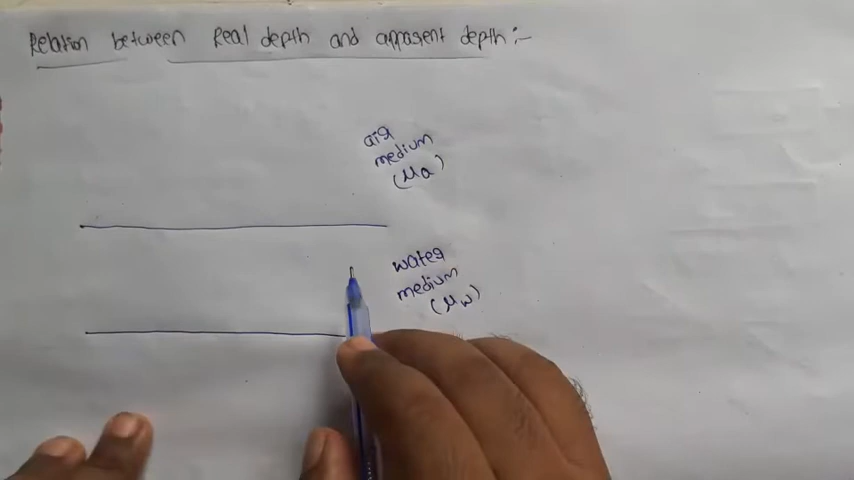 Relation between Real depth and apparent depth :-
air
medium
(μa)
water
medium
(μw)